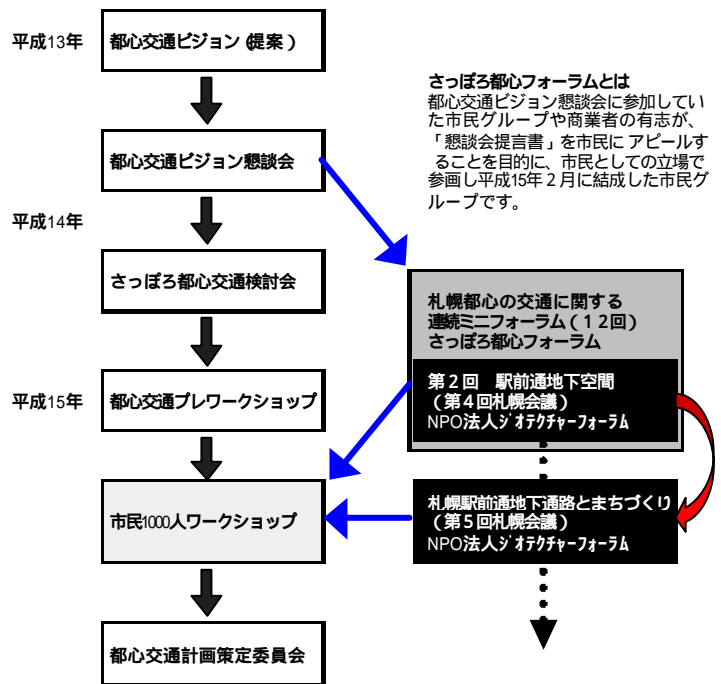 平成13年
都心交通ビジョン（提案）
さっぽろ都心フォーラムとは
都心交通ビジョン懇談会に参加してい
た市民グループや商業者の有志が、
「懇談会提言書」を市民に アピールす
ることを目的に、市民としての立場で
参画し平成15年２月に結成した市民グ
ループです。
都心交通ビジョン懇談会
平成14年
さっぽろ都心交通検討会
札幌都心の交通に関する
連続ミニフォーラム（１２回）
さっぽろ都心フォーラム
第２回　駅前通地下空間
（第４回札幌会議）
NPO法人ｼﾞｵﾃｸﾁｬｰﾌｫｰﾗﾑ
平成15年
都心交通プレワークショップ
市民1000人ワークショップ
札幌駅前通地下通路とまちづくり
（第５回札幌会議）
NPO法人ｼﾞｵﾃｸﾁｬｰﾌｫｰﾗﾑ
都心交通計画策定委員会